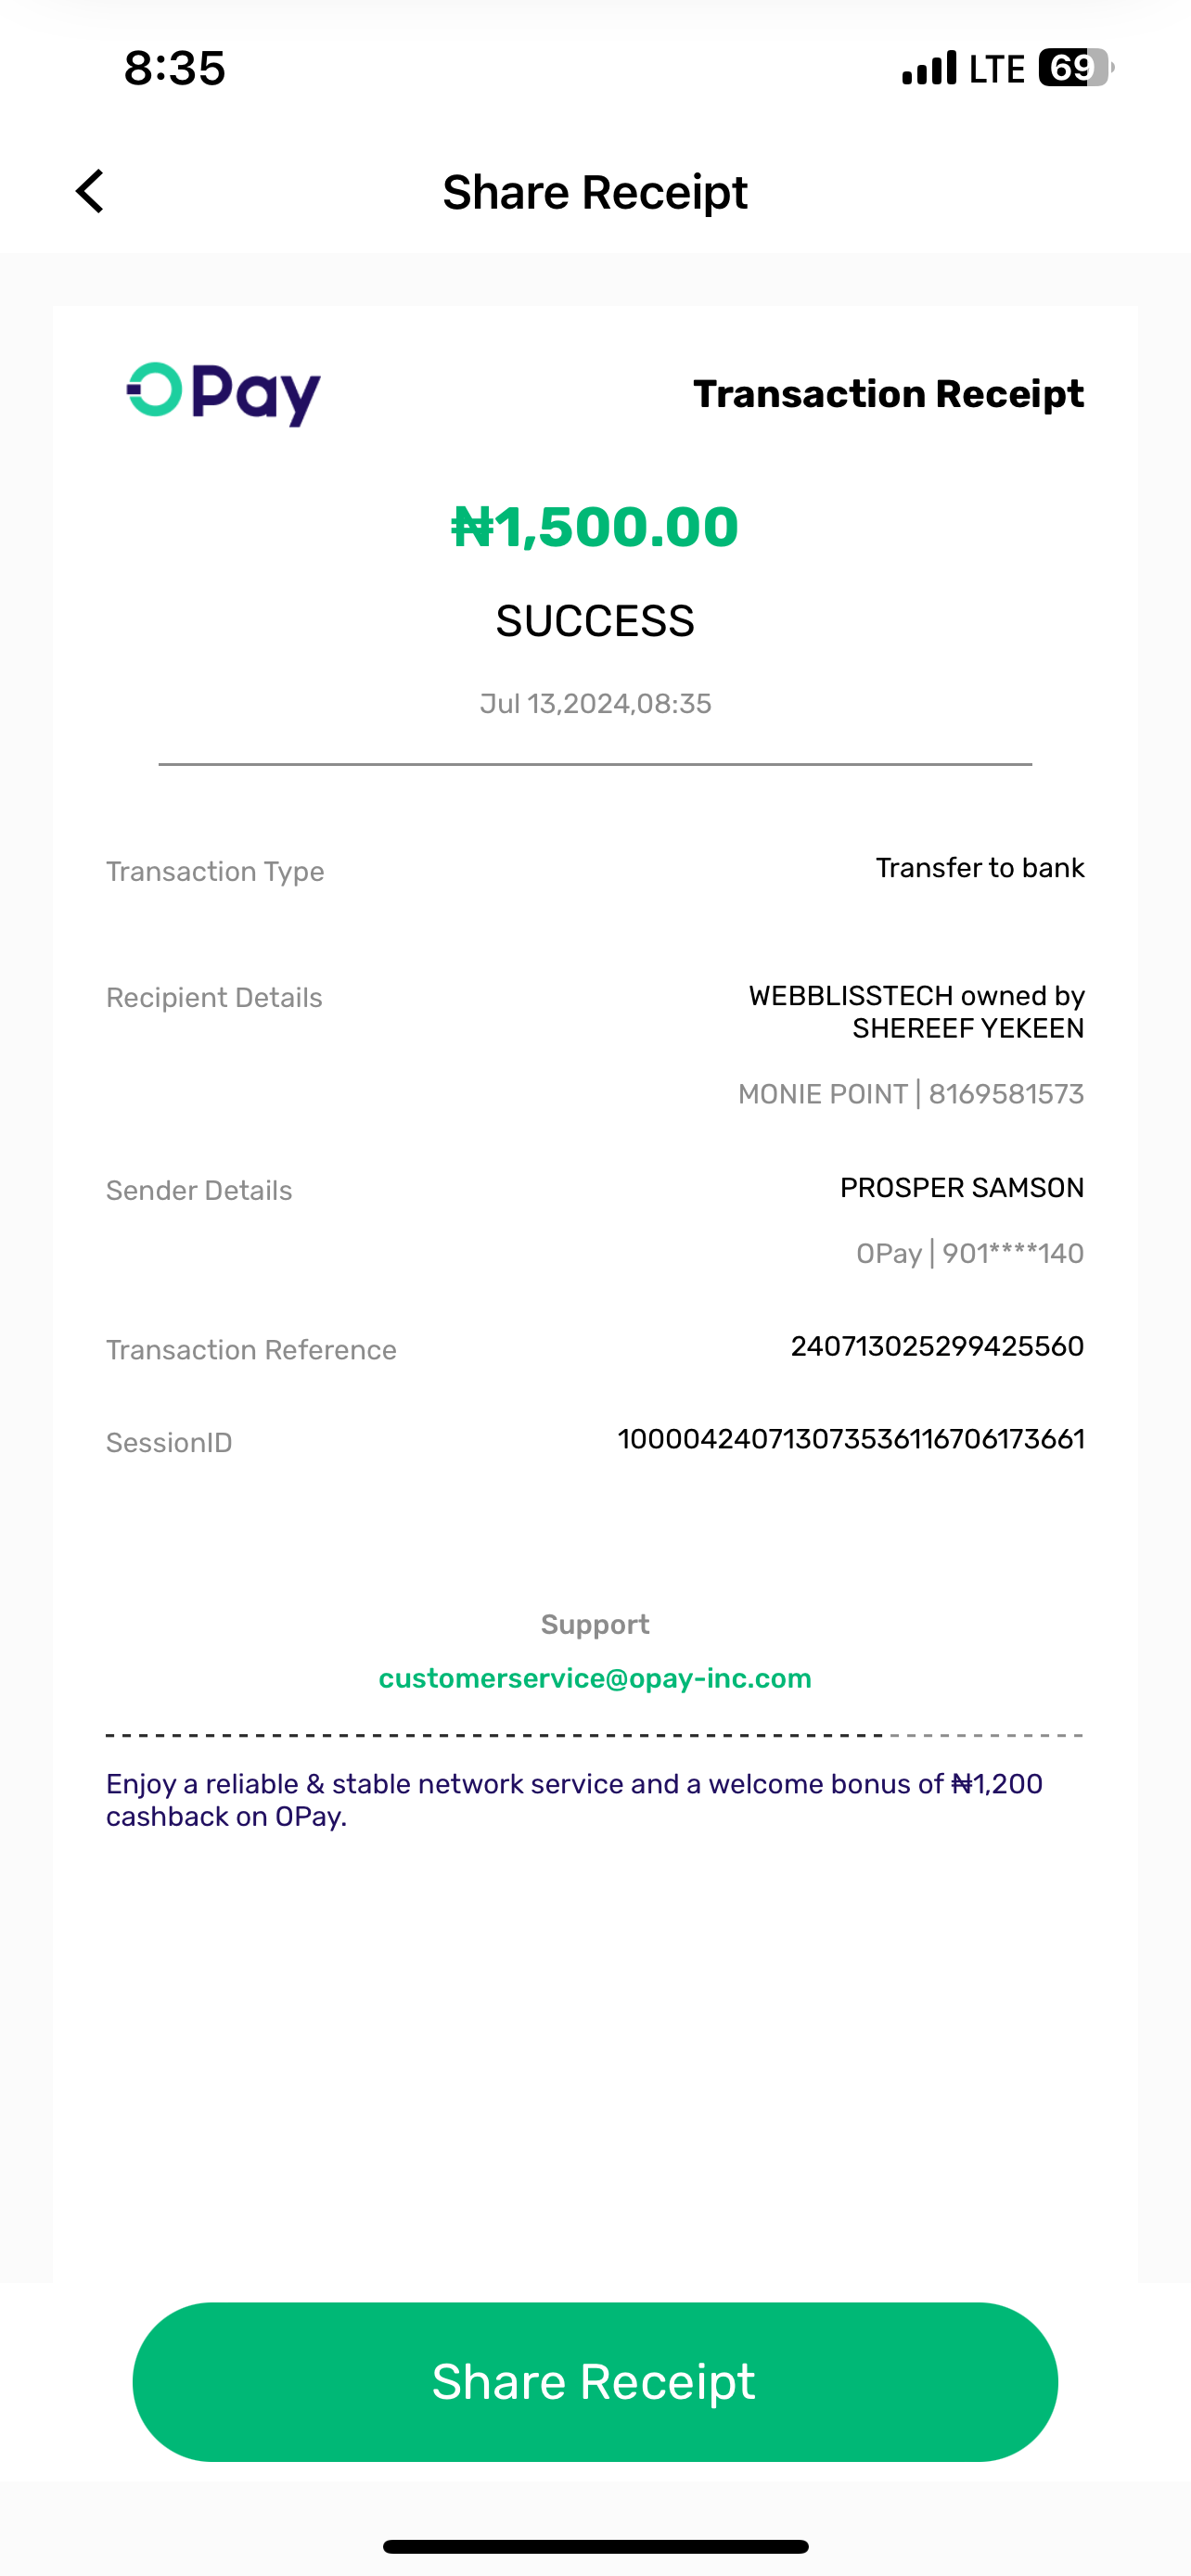 8:35 LTE 69
Share Receipt
OPay Transaction Receipt
₦1,500.00
SUCCESS
Jul 13,2024,08:35
Transaction Type Transfer to bank
Recipient Details WEBBLISSTECH owned by
SHEREEF YEKEEN
MONIE POINT | 8169581573
Sender Details PROSPER SAMSON
OPay | 901****140
Transaction Reference 240713025299425560
SessionID 100004240713073536116706173661
Support
customerservice@opay-inc.com
Enjoy a reliable & stable network service and a welcome bonus of ₦1,200
cashback on OPay.
Share Receipt